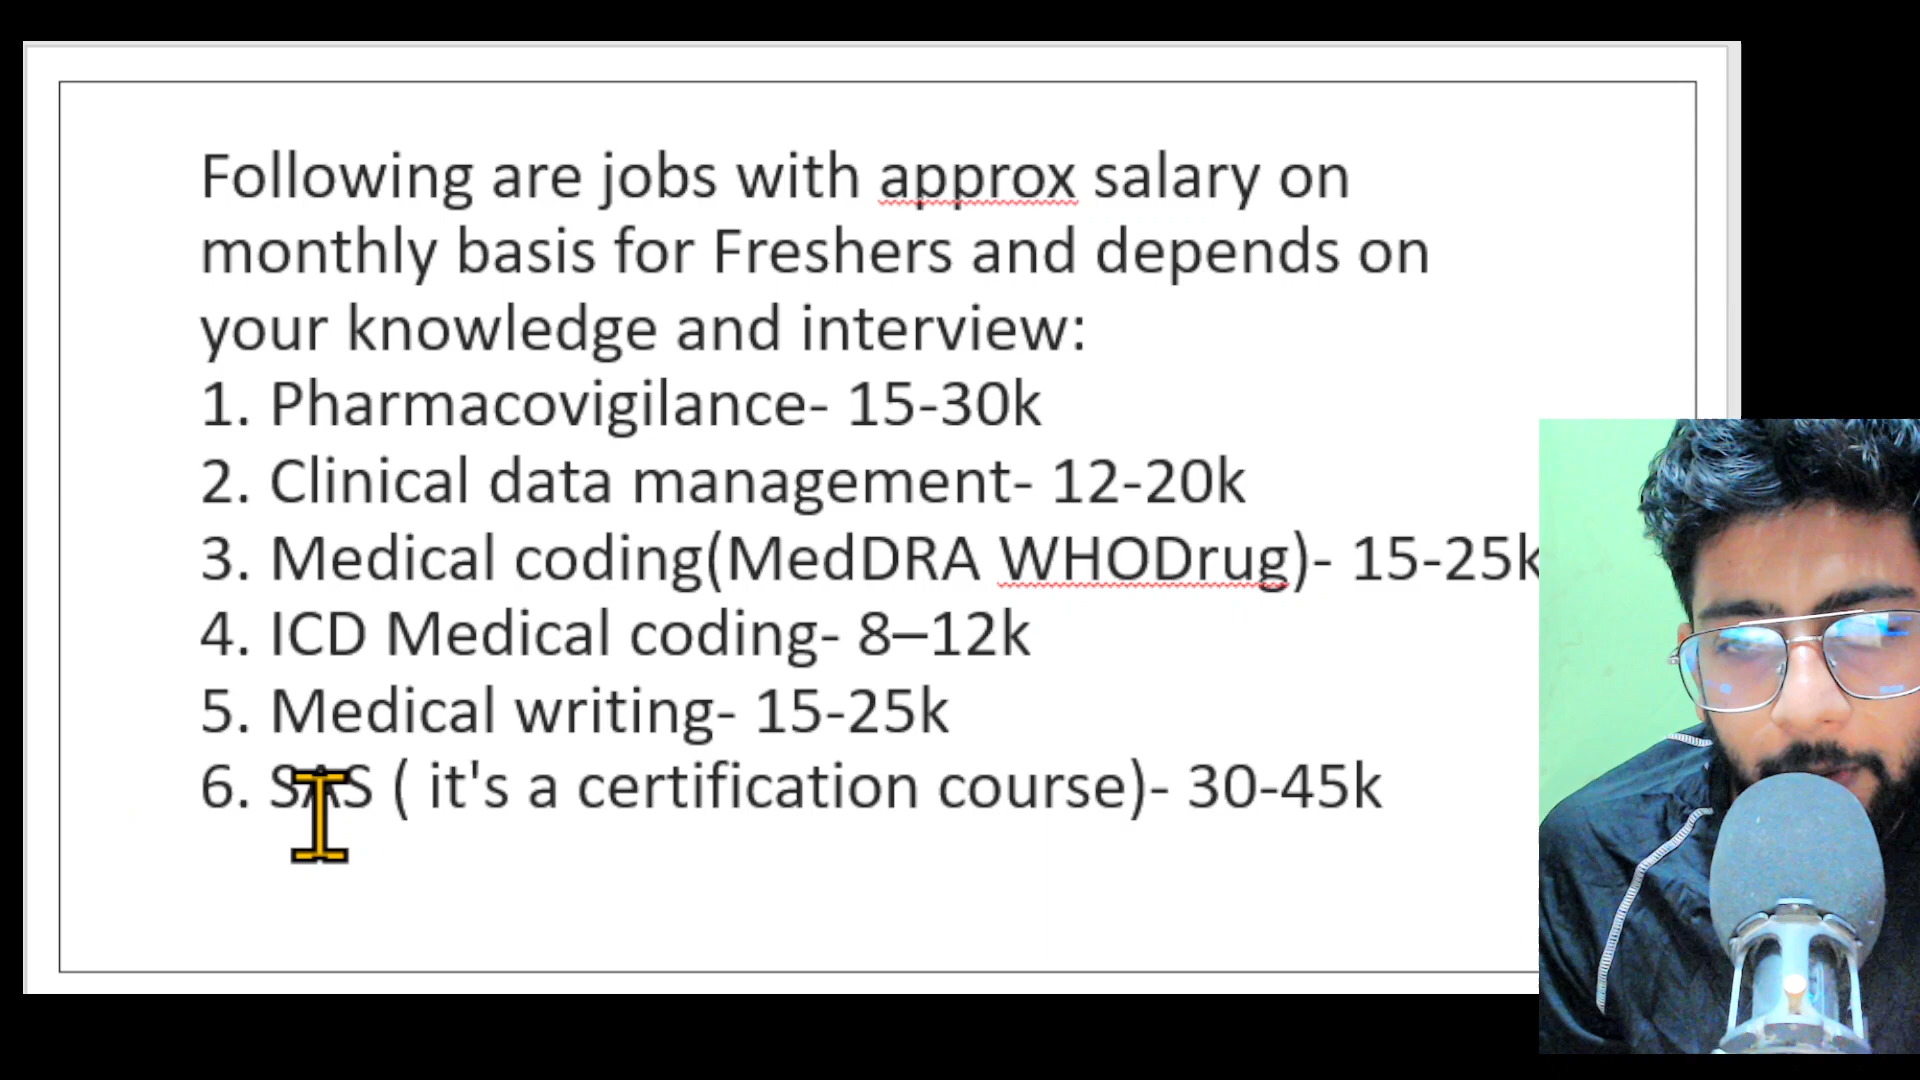 Following are jobs with approx salary on
monthly basis for Freshers and depends on
your knowledge and interview:
1. Pharmacovigilance- 15-30k
2. Clinical data management- 12-20k
3. Medical coding(MedDRA WHODrug)- 15-25k
4. ICD Medical coding- 8–12k
5. Medical writing- 15-25k
6. SAS ( it's a certification course)- 30-45k